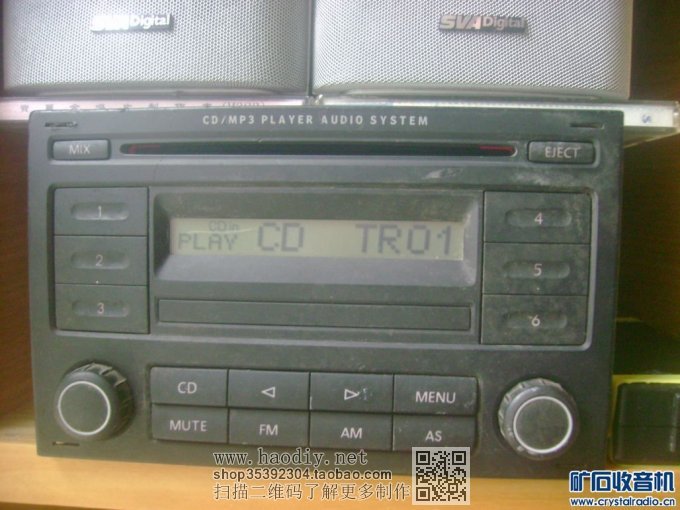 SVA Digital
SVA Digital
CD/MP3 PLAYER AUDIO SYSTEM
MIX
EJECT
1
4
CD in
PLAY CD TR01
2
5
3
6
CD
MENU
MUTE
FM
AM
AS
www.haodiy.net
shop35392304.taobao.com
扫描二维码了解更多制作
矿石收音机
www.crystalradio.cn